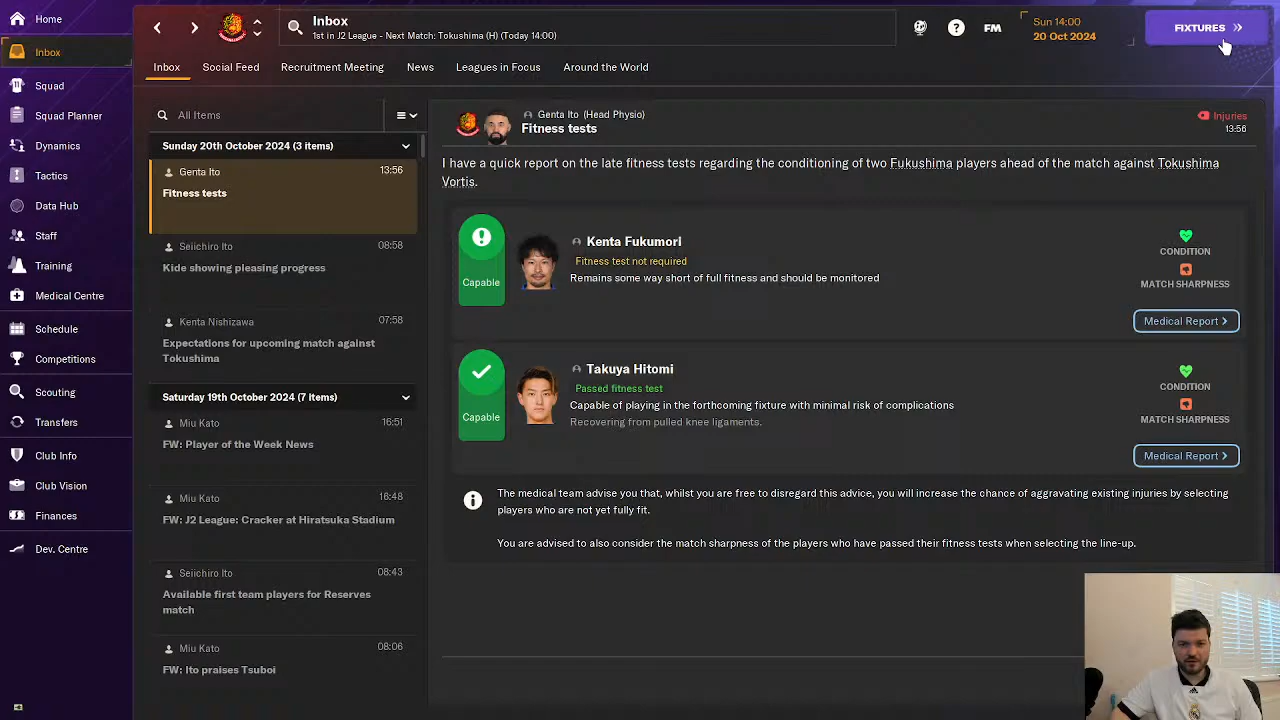 Home
Inbox
Squad
Squad Planner
Dynamics
Tactics
Data Hub
Staff
Training
Medical Centre
Schedule
Competitions
Scouting
Transfers
Club Info
Club Vision
Finances
Dev. Centre
Inbox
1st in J2 League - Next Match: Tokushima(H) (Today 14:00)
FM
Sun 14:00
20 Oct 2024
FIXTURES
Inbox
Social Feed
Recruitment Meeting
News
Leagues in Focus
Around the World
All Items
Sunday 20th October 2024 (3 items)
Genta Ito 13:56
Fitness tests
Seiichiro Ito 08:58
Kide showing pleasing progress
Kenta Nishizawa 07:58
Expectations for upcoming match against
Tokushima
Saturday 19th October 2024 (7 Items)
Miu Kato 16:51
FW: Player of the Week News
Miu Kato 16:48
FW: J2 League: Cracker at Hiratsuka Stadium
Seiichiro Ito 08:43
Available first team players for Reserves
match
Miu Kato 08:06
FW: Ito praises Tsuboi
Genta Ito (Head Physio)
Fitness tests
Injuries
13:56
I have a quick report on the late fitness tests regarding the conditioning of two Fukushima players ahead of the match against Tokushima
Vortis.
Capable
Kenta Fukumori
Fitness test not required
Remains some way short of full fitness and should be monitored
CONDITION
MATCH SHARPNESS
Medical Report
Capable
Takuya Hitomi
Passed fitness test
Capable of playing in the forthcoming fixture with minimal risk of complications
Recovering from pulled knee ligaments.
CONDITION
MATCH SHARPNESS
Medical Report
The medical team advise you that, whilst you are free to disregard this advice, you will increase the chance of aggravating existing injuries by selecting
players who are not yet fully fit.
You are advised to also consider the match sharpness of the players who have passed their fitness tests when selecting the line-up.